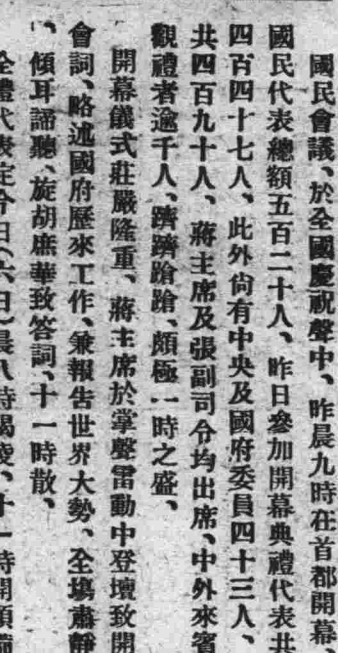 國民會議、於全國慶祝聲中、昨晨九時在首都開幕、
國民代表總額五百二十人、昨日參加開幕典禮代表共
四百四十七人、此外尙有中央及國府委員四十三人、
共四百九十人、蔣主席及張副司令均出席、中外來賓
觀禮者逾千人、躋躋蹌蹌、頗極一時之盛、
開幕儀式莊嚴隆重、蔣主席於掌聲雷動中登壇致開
會詞、略述國府歷來工作、兼報告世界大勢、全場肅靜
、傾耳諦聽、旋胡庶華致答詞、十一時散、
全體代表定今日(六日)晨八時謁陵、十一時開預備